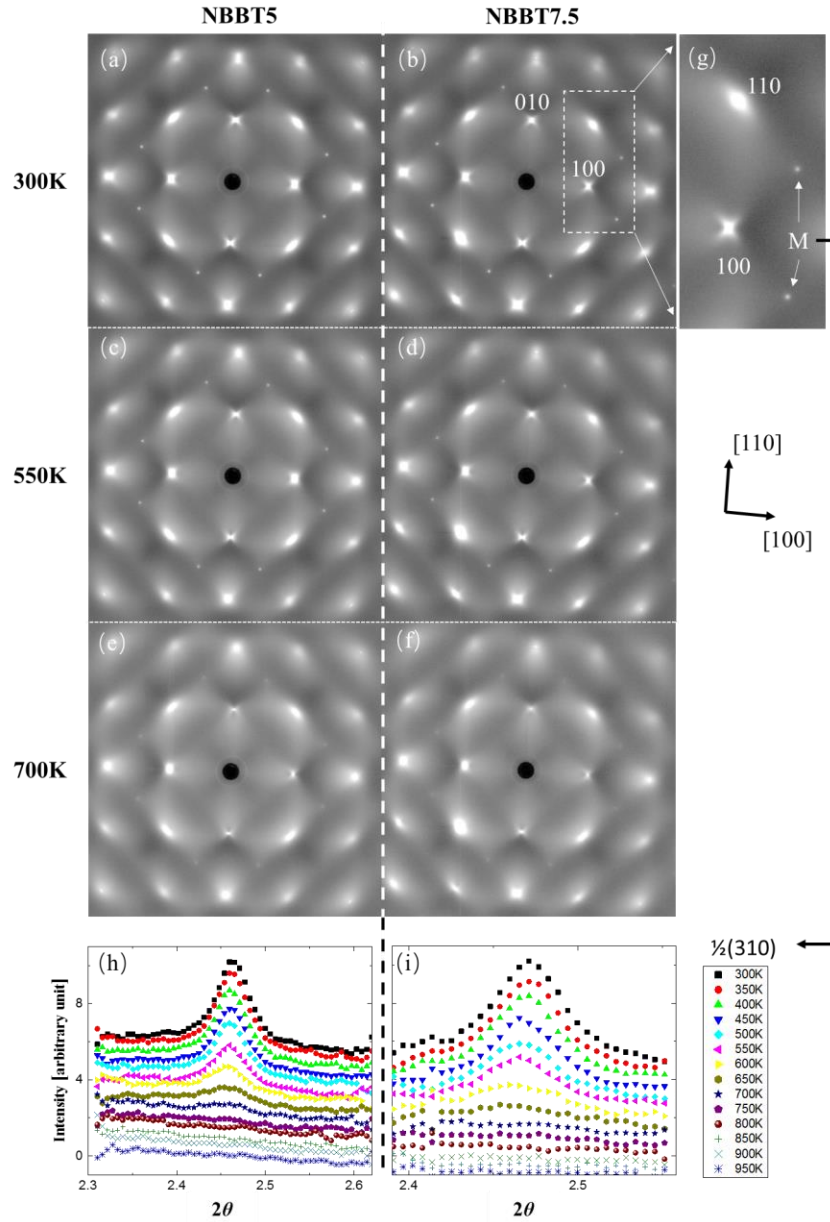 NBBT5 NBBT7.5
(a) (b) (g)
110
010
300K
100
M
100
(c) (d)
[110]
550K
[100]
(e) (f)
700K
½(310)
(h) (i)
300K
350K
400K
450K
500K
550K
600K
650K
700K
750K
800K
850K
900K
950K
Intensity [arbitrary unit]
8
4
0
2.3 2.4 2.5 2.6 2.4 2.5
2θ 2θ